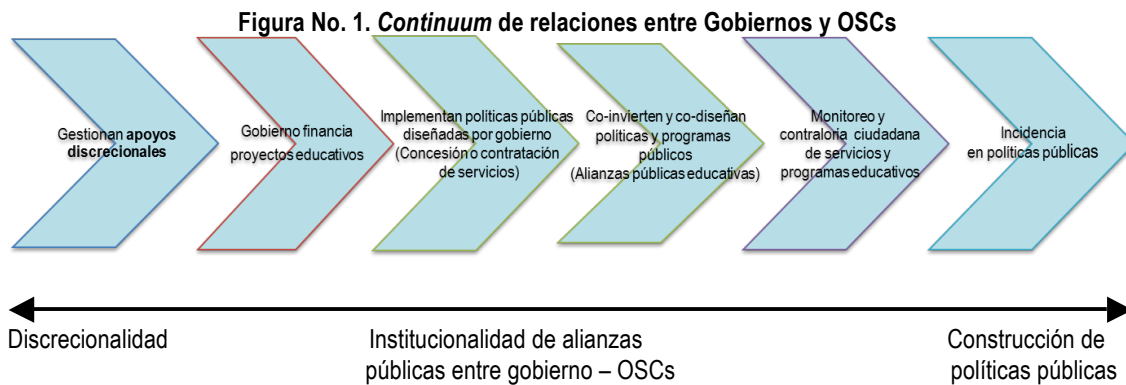 Figura No. 1. Continuum de relaciones entre Gobiernos y OSCs
Gestionan apoyos
discrecionales
Gobierno financia
proyectos educativos
Implementan políticas públicas
diseñadas por gobierno
(Concesión o contratación
de servicios)
Co-invierten y co-diseñan
políticas y programas
públicos
(Alianzas públicas educativas)
Monitoreo y
contraloría ciudadana
de servicios y
programas educativos
Incidencia
en políticas públicas
Discrecionalidad
Institucionalidad de alianzas
públicas entre gobierno – OSCs
Construcción de
políticas públicas